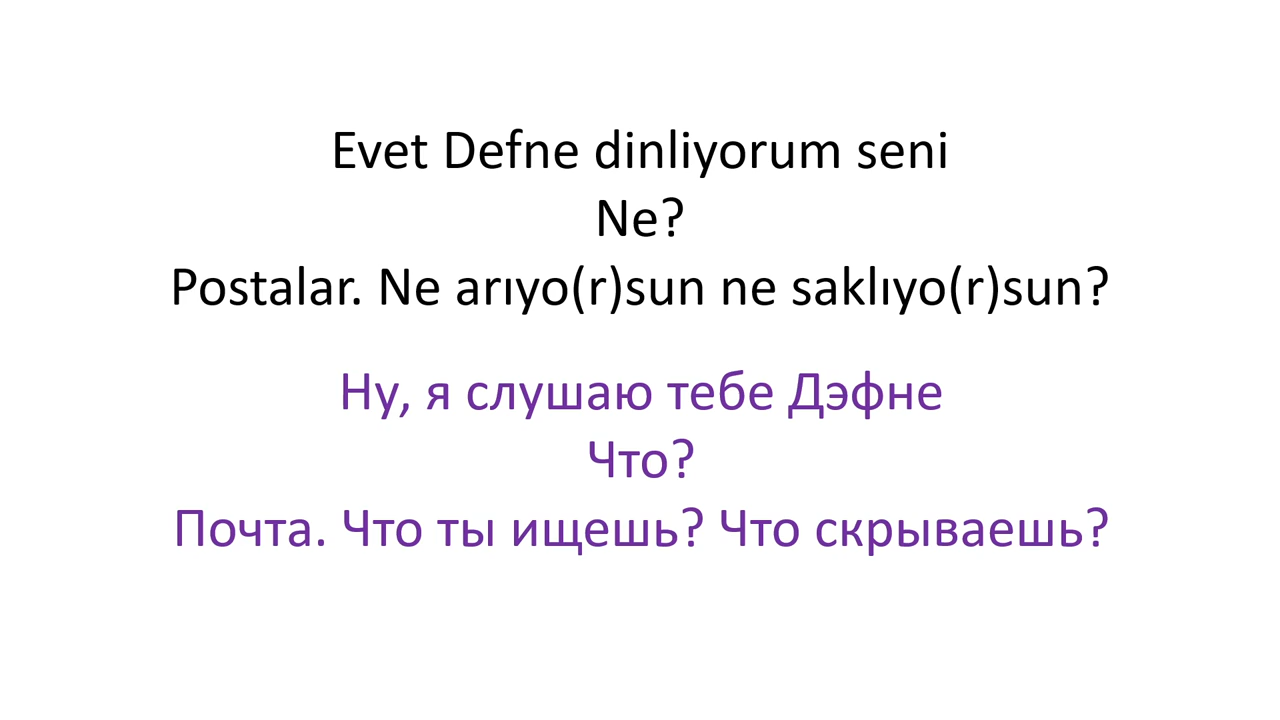 Evet Defne dinliyorum seni
Ne?
Postalar. Ne arıyo(r)sun ne saklıyo(r)sun?
Ну, я слушаю тебе Дэфне
Что?
Почта. Что ты ищешь? Что скрываешь?